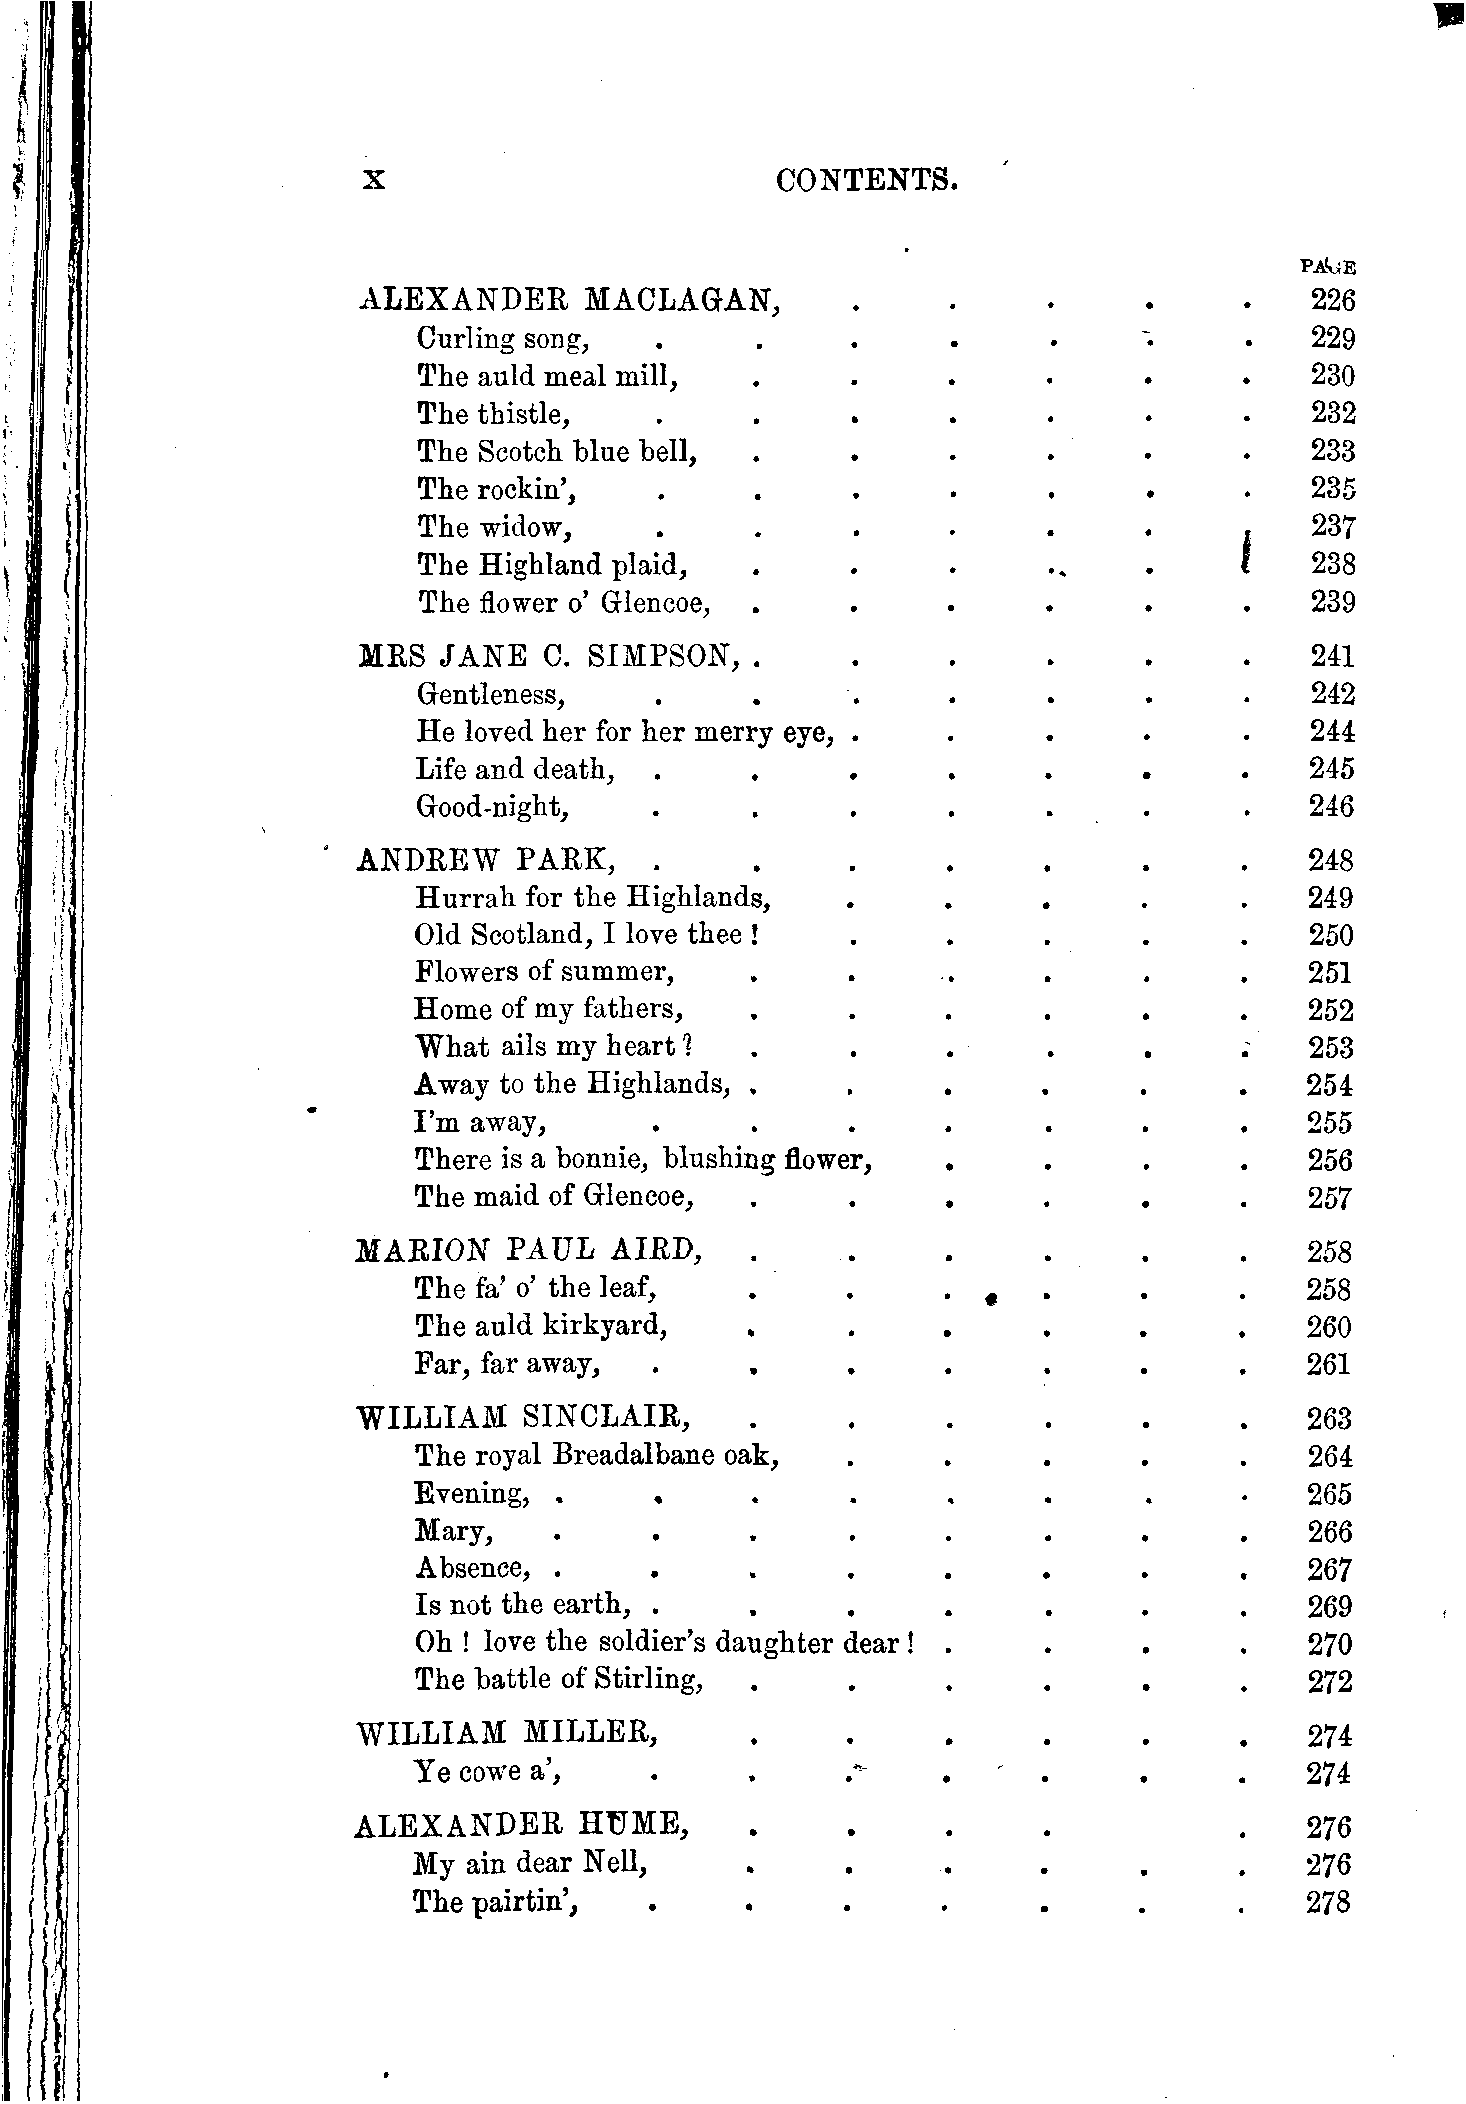 X CONTENTS.
PAGE
ALEXANDER MACLAGAN, . . . . . 226
Curling song, . . . . . . . 229
The auld meal mill, . . . . . . 230
The thistle, . . . . . . . 232
The Scotch blue bell, . . . . . . 233
The rockin', . . . . . . . 235
The widow, . . . . . . 237
The Highland plaid, . . . . . 238
The flower o' Glencoe, . . . . . . 239
MRS JANE C. SIMPSON, . . . . . . 241
Gentleness, . . . . . . . 242
He loved her for her merry eye, . . . . . 244
Life and death, . . . . . . . 245
Good-night, . . . . . . . 246
ANDREW PARK, . . . . . . . 248
Hurrah for the Highlands, . . . . . 249
Old Scotland, I love thee ! . . . . . 250
Flowers of summer, . . . . . . 251
Home of my fathers, . . . . . . 252
What ails my heart ? . . . . . . 253
Away to the Highlands, . . . . . . 254
I'm away, . . . . . . . 255
There is a bonnie, blushing flower, . . . . 256
The maid of Glencoe, . . . . . . 257
MARION PAUL AIRD, . . . . . . 258
The fa' o' the leaf, . . . . . . 258
The auld kirkyard, . . . . . . 260
Far, far away, . . . . . . . 261
WILLIAM SINCLAIR, . . . . . . 263
The royal Breadalbane oak, . . . . . 264
Evening, . . . . . . . . 265
Mary, . . . . . . . . 266
Absence, . . . . . . . . 267
Is not the earth, . . . . . . . 269
Oh ! love the soldier's daughter dear ! . . . . 270
The battle of Stirling, . . . . . . 272
WILLIAM MILLER, . . . . . . 274
Ye cowe a', . . . . . . . 274
ALEXANDER HUME, . . . . . 276
My ain dear Nell, . . . . . . 276
The pairtin', . . . . . . . 278